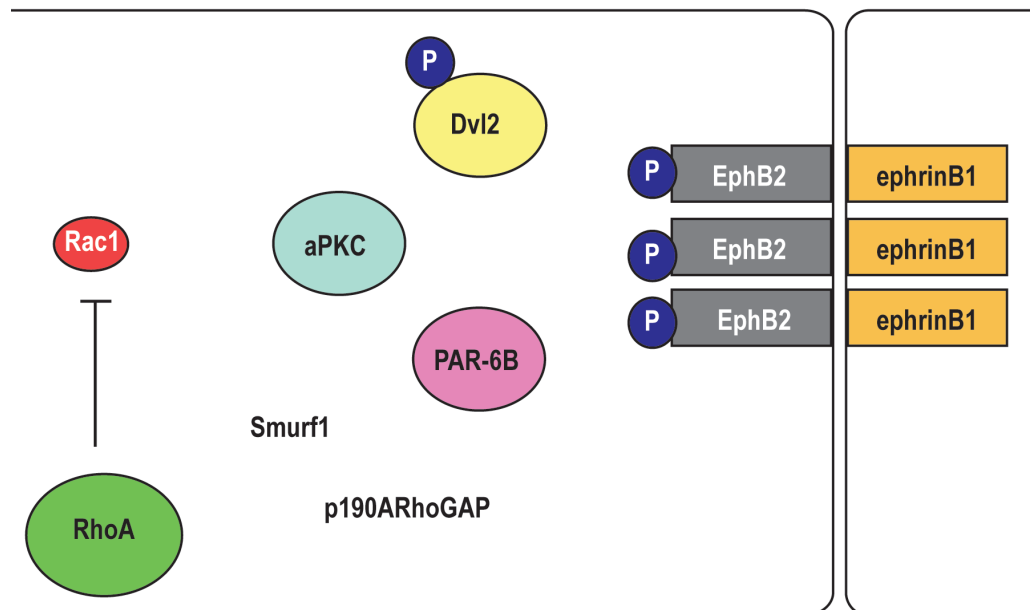 P
Dvl2
P
EphB2
ephrinB1
aPKC
Rac1
P
EphB2
ephrinB1
P
EphB2
ephrinB1
PAR-6B
Smurf1
p190ARhoGAP
RhoA